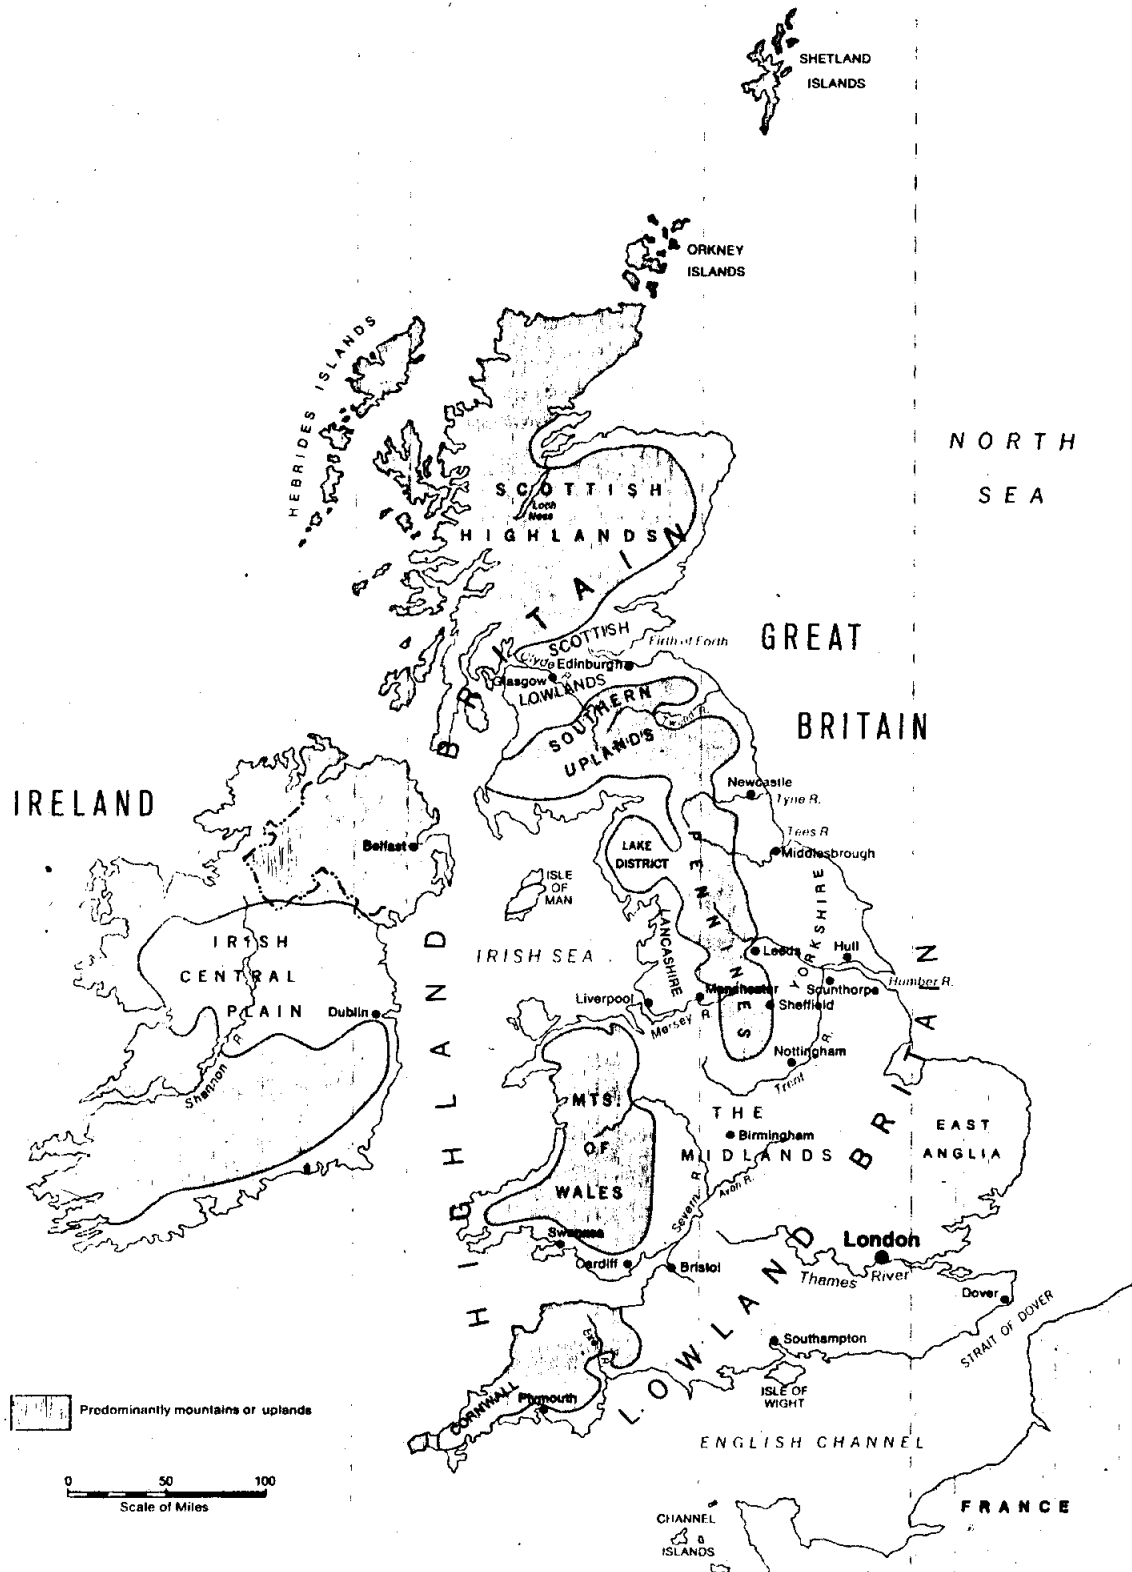 SHETLAND
ISLANDS
ORKNEY
ISLANDS
HEBRIDES ISLANDS
NORTH
SEA
SCOTTISH
HIGHLANDS
Loch
Ness
HIGHLAND BRITAIN
SCOTTISH
LOWLANDS
Firth of Forth
Clyde
Edinburgh
Glasgow
GREAT
BRITAIN
SOUTHERN
UPLANDS
Tweed R.
IRELAND
Newcastle
Tyne R.
Tees R.
Middlesbrough
Belfast
LAKE
DISTRICT
PENNINES
ISLE
OF
MAN
YORKSHIRE
LANCASHIRE
IRISH
CENTRAL
PLAIN
IRISH SEA
Leeds
Hull
Humber R.
Scunthorpe
Manchester
Sheffield
Liverpool
Mersey R.
Dublin
Shannon R.
Nottingham
Trent R.
MTS.
OF
WALES
THE
MIDLANDS
Birmingham
EAST
ANGLIA
Severn R.
Avon R.
LOWLAND BRITAIN
Swansea
Cardiff
Bristol
London
Thames River
Dover
STRAIT OF DOVER
Southampton
ISLE OF
WIGHT
Exe R.
CORNWALL
Plymouth
ENGLISH CHANNEL
Predominantly mountains or uplands
0 50 100
Scale of Miles
CHANNEL
ISLANDS
FRANCE